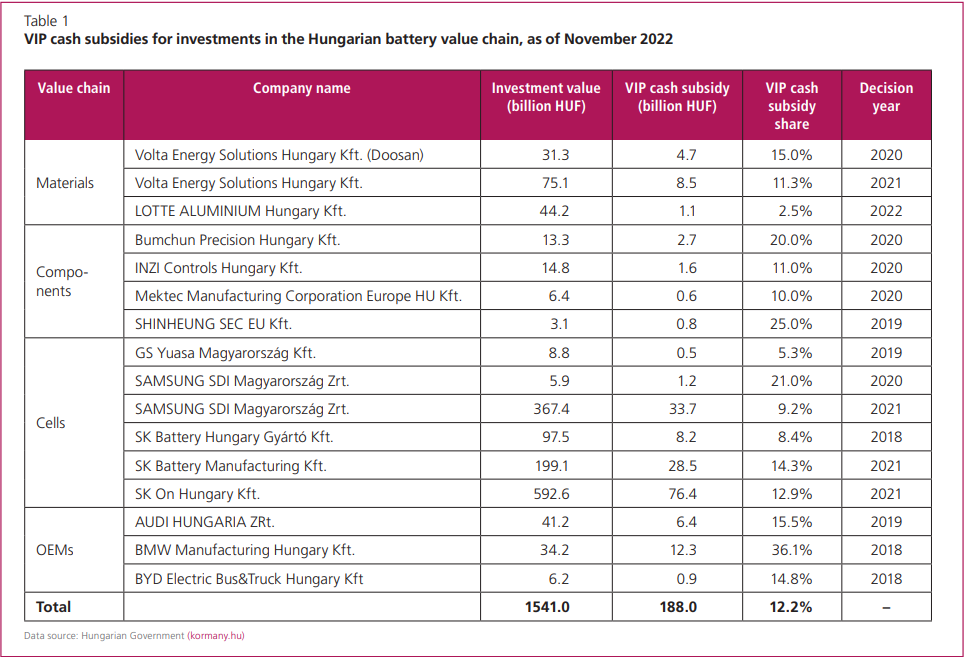 Table 1
VIP cash subsidies for investments in the Hungarian battery value chain, as of November 2022
Value chain Company name Investment value (billion HUF) VIP cash subsidy (billion HUF) VIP cash subsidy share Decision year
Materials
Volta Energy Solutions Hungary Kft. (Doosan) 31.3 4.7 15.0% 2020
Volta Energy Solutions Hungary Kft. 75.1 8.5 11.3% 2021
LOTTE ALUMINIUM Hungary Kft. 44.2 1.1 2.5% 2022
Compo-
nents
Bumchun Precision Hungary Kft. 13.3 2.7 20.0% 2020
INZI Controls Hungary Kft. 14.8 1.6 11.0% 2020
Mektec Manufacturing Corporation Europe HU Kft. 6.4 0.6 10.0% 2020
SHINHEUNG SEC EU Kft. 3.1 0.8 25.0% 2019
Cells
GS Yuasa Magyarország Kft. 8.8 0.5 5.3% 2019
SAMSUNG SDI Magyarország Zrt. 5.9 1.2 21.0% 2020
SAMSUNG SDI Magyarország Zrt. 367.4 33.7 9.2% 2021
SK Battery Hungary Gyártó Kft. 97.5 8.2 8.4% 2018
SK Battery Manufacturing Kft. 199.1 28.5 14.3% 2021
SK On Hungary Kft. 592.6 76.4 12.9% 2021
OEMs
AUDI HUNGARIA ZRt. 41.2 6.4 15.5% 2019
BMW Manufacturing Hungary Kft. 34.2 12.3 36.1% 2018
BYD Electric Bus&Truck Hungary Kft 6.2 0.9 14.8% 2018
Total 1541.0 188.0 12.2% –
Data source: Hungarian Government (kormany.hu)